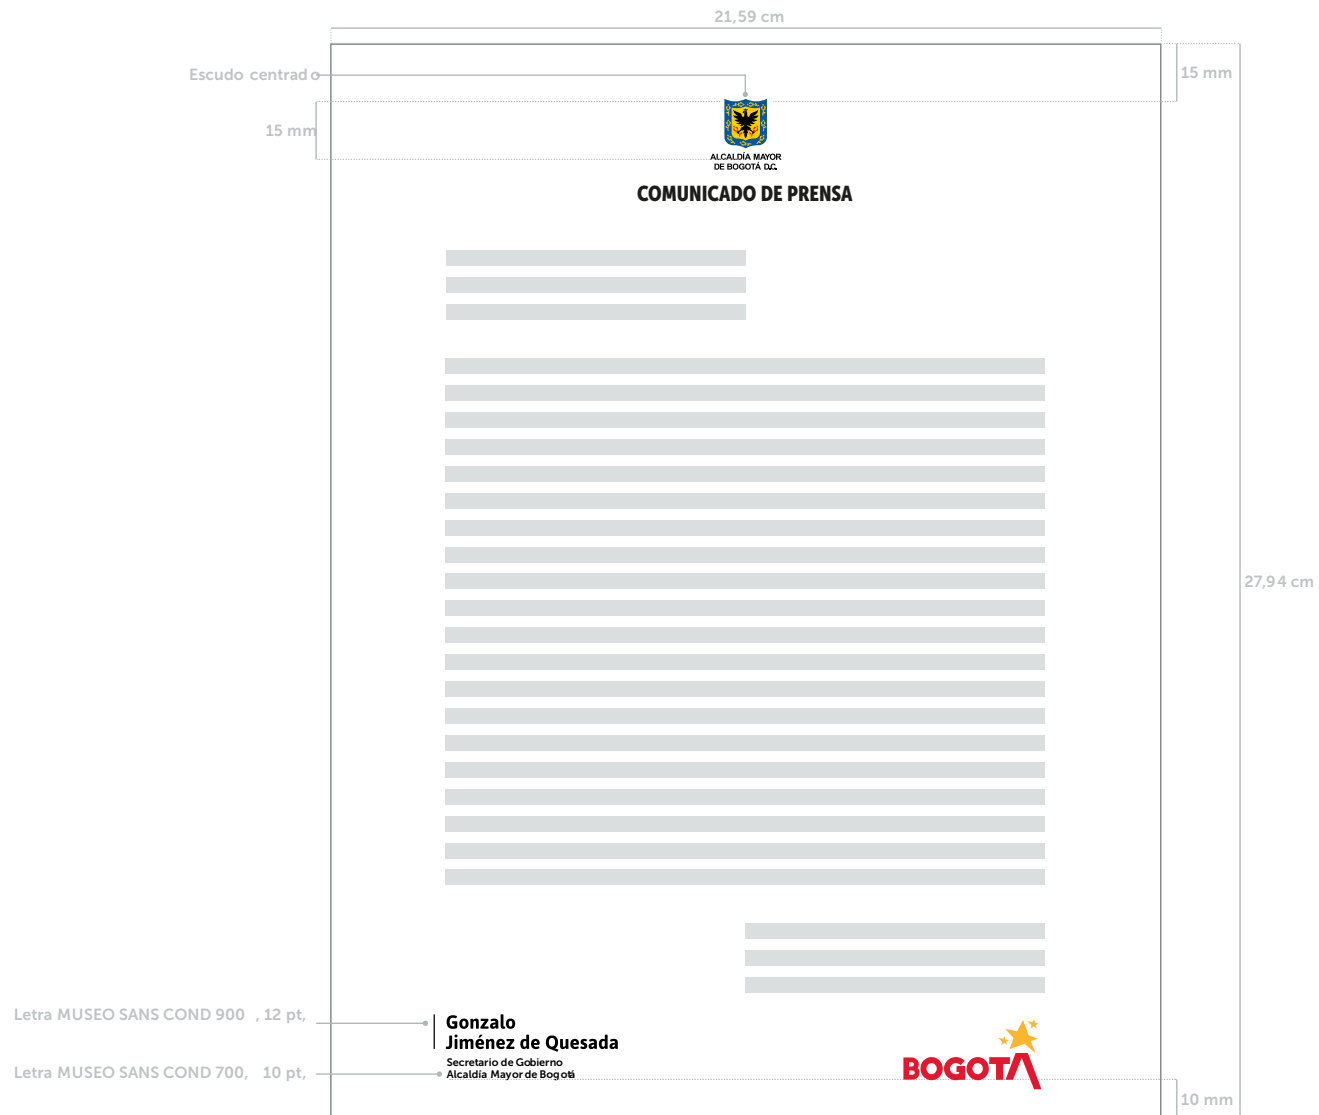 21,59 cm
Escudo centrado
15 mm
15 mm
ALCALDÍA MAYOR
DE BOGOTÁ D.C.
COMUNICADO DE PRENSA
27,94 cm
Letra MUSEO SANS COND 900 , 12 pt,
Gonzalo
Jiménez de Quesada
Secretario de Gobierno
Alcaldía Mayor de Bogotá
Letra MUSEO SANS COND 700, 10 pt,
BOGOTÁ
10 mm